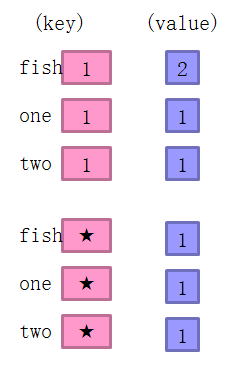 (key) (value)
fish 1 2
one 1 1
two 1 1
fish ★ 1
one ★ 1
two ★ 1